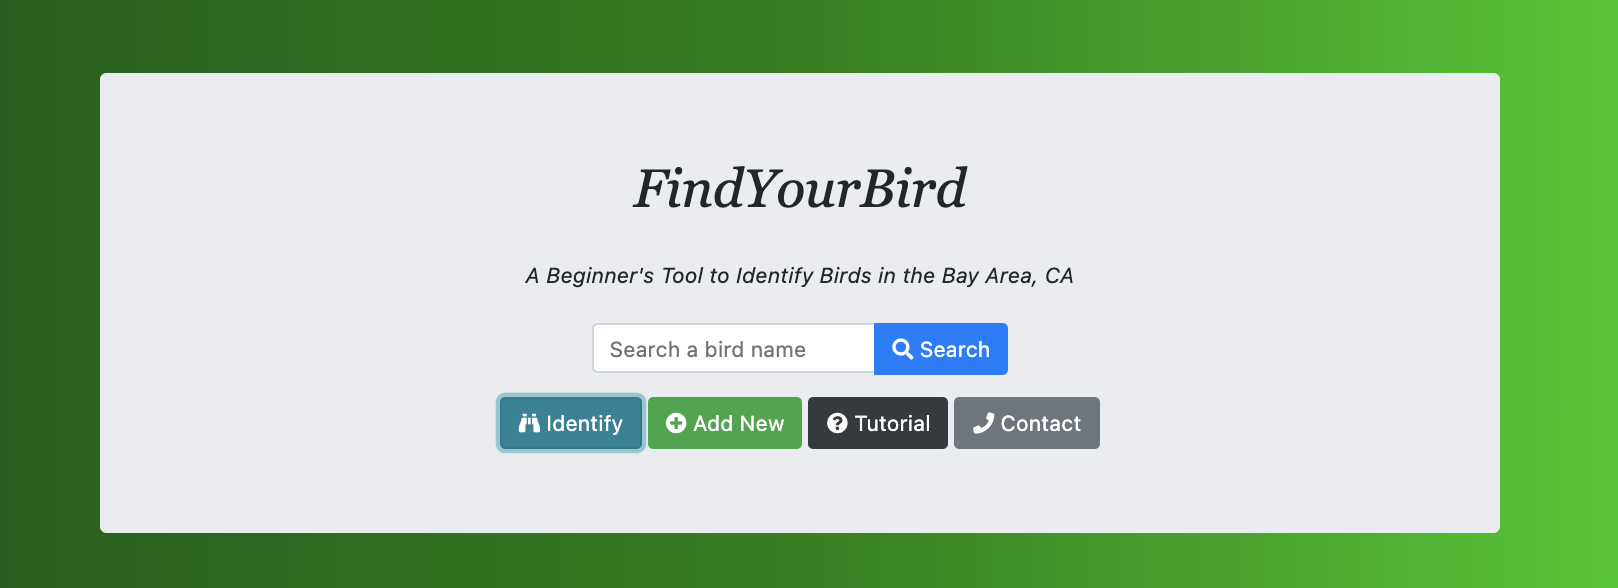 FindYourBird
A Beginner's Tool to Identify Birds in the Bay Area, CA
Search a bird name Search
Identify Add New Tutorial Contact